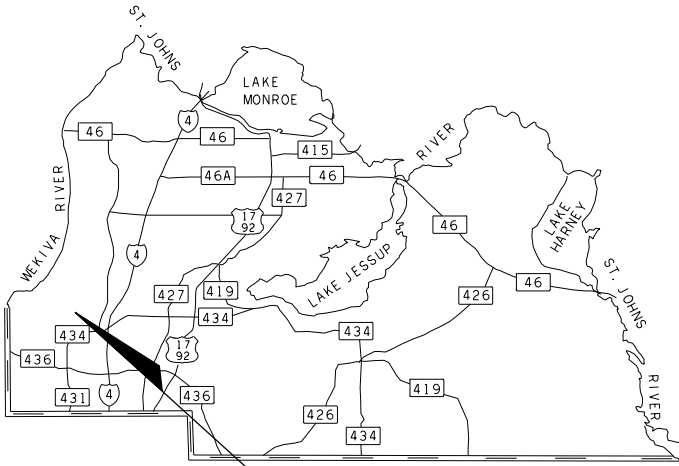 ST. JOHNS
LAKE
MONROE
4
46
46
415
RIVER
46A
46
427
WEKIVA RIVER
17
92
46
LAKE
HARNEY
4
LAKE JESSUP
ST. JOHNS
46
427
419
426
434
434
434
17
92
436
419
4
436
431
426
434
RIVER